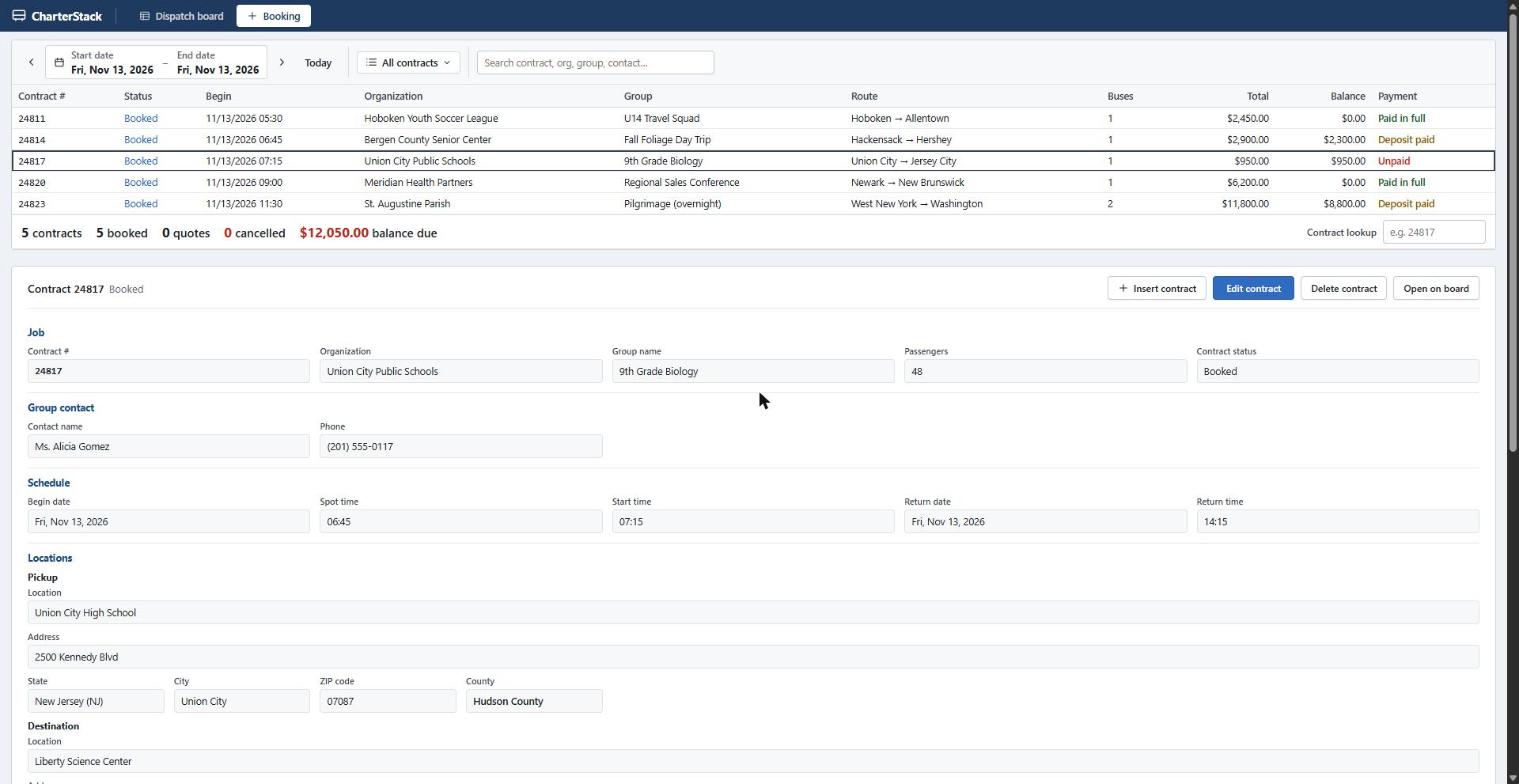 CharterStack Dispatch board + Booking
Start date End date
Fri, Nov 13, 2026 – Fri, Nov 13, 2026 Today All contracts Search contract, org, group, contact...
Contract # Status Begin Organization Group Route Buses Total Balance Payment
24811 Booked 11/13/2026 05:30 Hoboken Youth Soccer League U14 Travel Squad Hoboken → Allentown 1 $2,450.00 $0.00 Paid in full
24814 Booked 11/13/2026 06:45 Bergen County Senior Center Fall Foliage Day Trip Hackensack → Hershey 1 $2,900.00 $2,300.00 Deposit paid
24817 Booked 11/13/2026 07:15 Union City Public Schools 9th Grade Biology Union City → Jersey City 1 $950.00 $950.00 Unpaid
24820 Booked 11/13/2026 09:00 Meridian Health Partners Regional Sales Conference Newark → New Brunswick 1 $6,200.00 $0.00 Paid in full
24823 Booked 11/13/2026 11:30 St. Augustine Parish Pilgrimage (overnight) West New York → Washington 2 $11,800.00 $8,800.00 Deposit paid
5 contracts 5 booked 0 quotes 0 cancelled $12,050.00 balance due Contract lookup e.g. 24817
Contract 24817 Booked + Insert contract Edit contract Delete contract Open on board
Job
Contract # Organization Group name Passengers Contract status
24817 Union City Public Schools 9th Grade Biology 48 Booked
Group contact
Contact name Phone
Ms. Alicia Gomez (201) 555-0117
Schedule
Begin date Spot time Start time Return date Return time
Fri, Nov 13, 2026 06:45 07:15 Fri, Nov 13, 2026 14:15
Locations
Pickup
Location
Union City High School
Address
2500 Kennedy Blvd
State City ZIP code County
New Jersey (NJ) Union City 07087 Hudson County
Destination
Location
Liberty Science Center